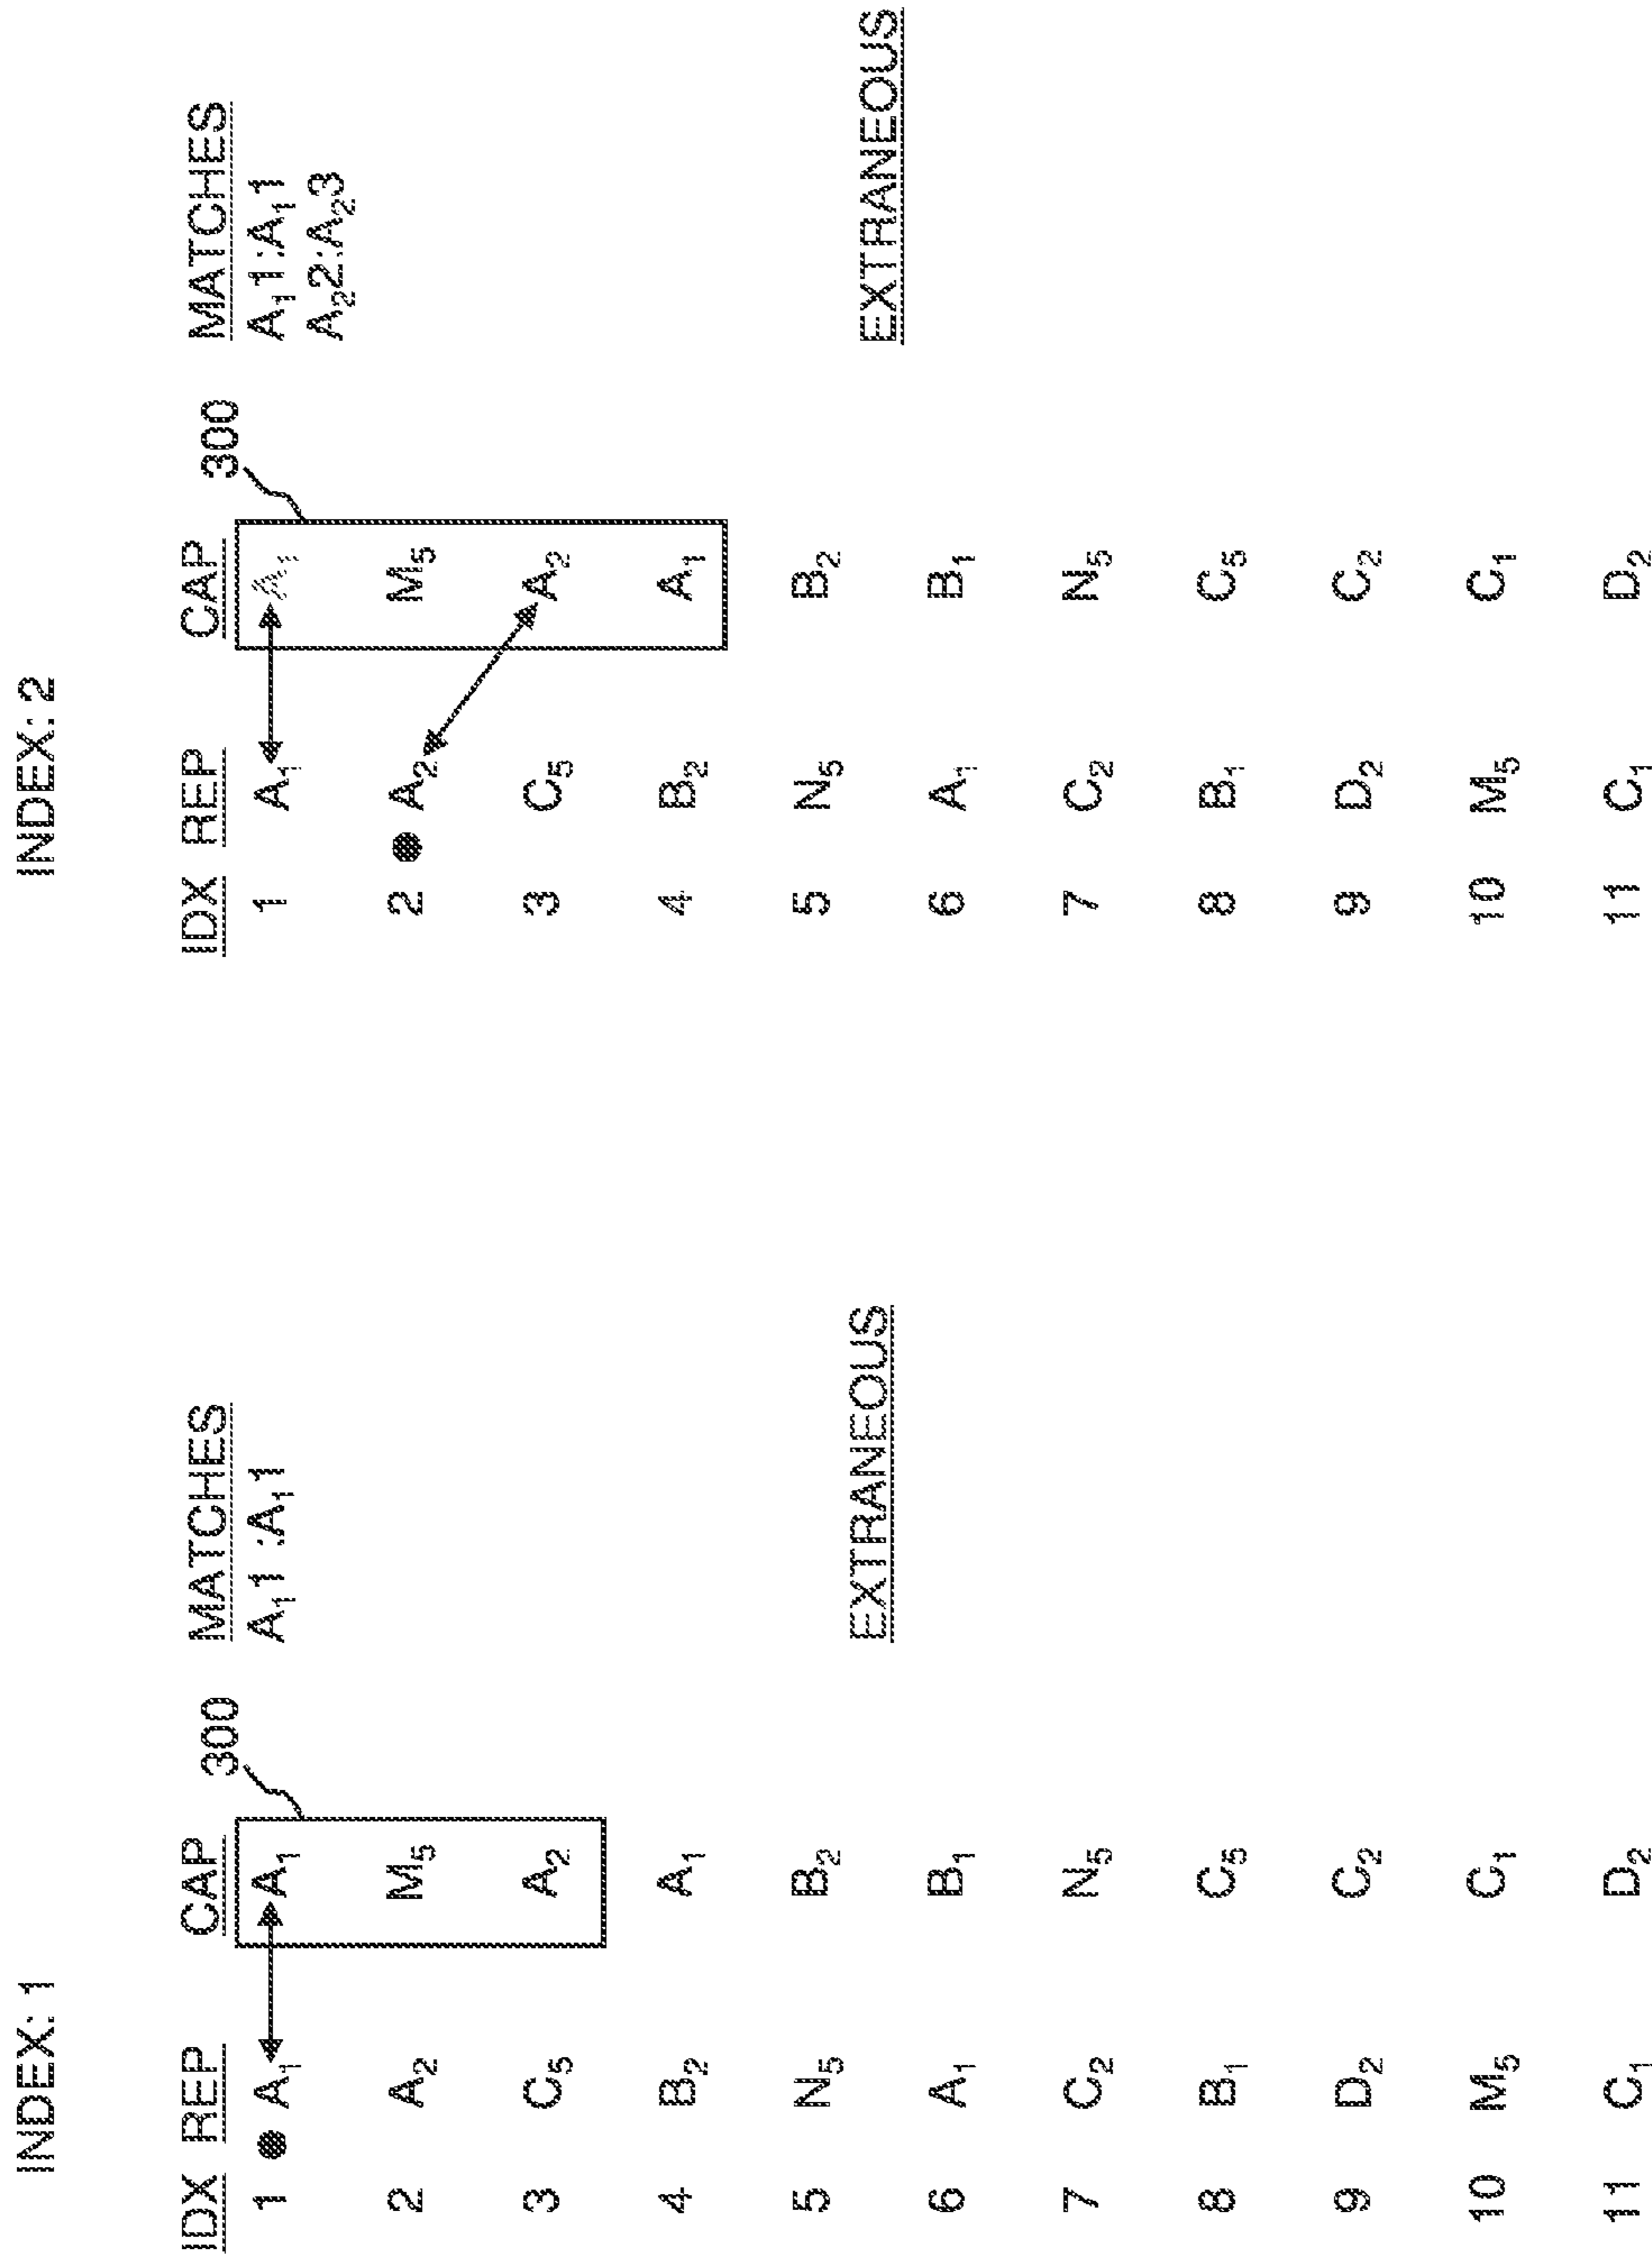 INDEX: 1
IDX REP CAP 300 MATCHES
1 A₁ A₁ A₁1 :A₁1
2 A₂ M₅
3 C₅ A₂
4 B₂ A₁
5 N₅ B₂
6 A₁ B₁ EXTRANEOUS
7 C₂ N₅
8 B₁ C₅
9 D₂ C₂
10 M₅ C₁
11 C₁ D₂
INDEX: 2
IDX REP CAP 300 MATCHES
1 A₁ A₁ A₁1:A₁1
2 A₂ M₅ A₂2:A₂3
3 C₅ A₂
4 B₂ A₁
5 N₅ B₂
6 A₁ B₁ EXTRANEOUS
7 C₂ N₅
8 B₁ C₅
9 D₂ C₂
10 M₅ C₁
11 C₁ D₂